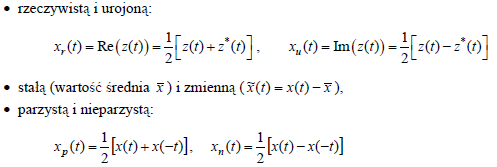 • rzeczywistą i urojoną:
x_r(t) = Re(z(t)) = 1/2 [z(t) + z*(t)] ,    x_u(t) = Im(z(t)) = 1/2 [z(t) − z*(t)]
• stałą (wartość średnia x̄ ) i zmienną ( x̃(t) = x(t) − x̄ ),
• parzystą i nieparzystą:
x_p(t) = 1/2 [x(t) + x(−t)],   x_n(t) = 1/2 [x(t) − x(−t)]